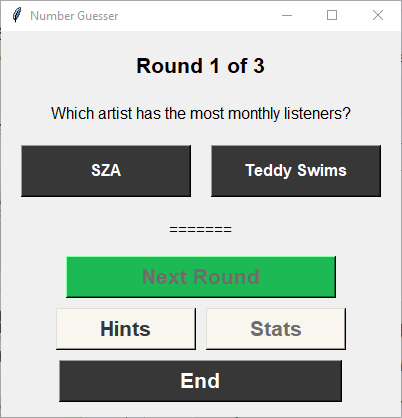 Number Guesser
Round 1 of 3
Which artist has the most monthly listeners?
SZA Teddy Swims
=======
Next Round
Hints Stats
End